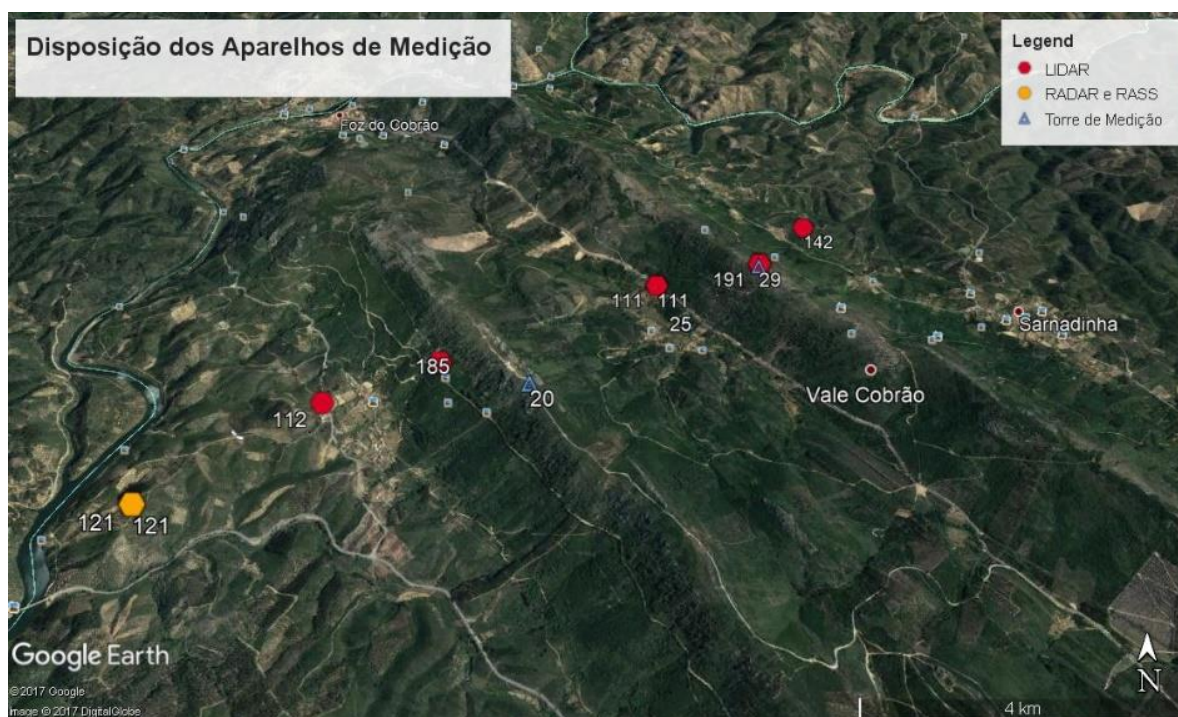 Disposição dos Aparelhos de Medição
Legend
LIDAR
RADAR e RASS
Torre de Medição
Foz do Cobrão
142
191 29
111 111
25
Sarnadinha
185
Vale Cobrão
20
112
121 121
Google Earth
N
© 2017 Google
Image © 2017 DigitalGlobe
4 km